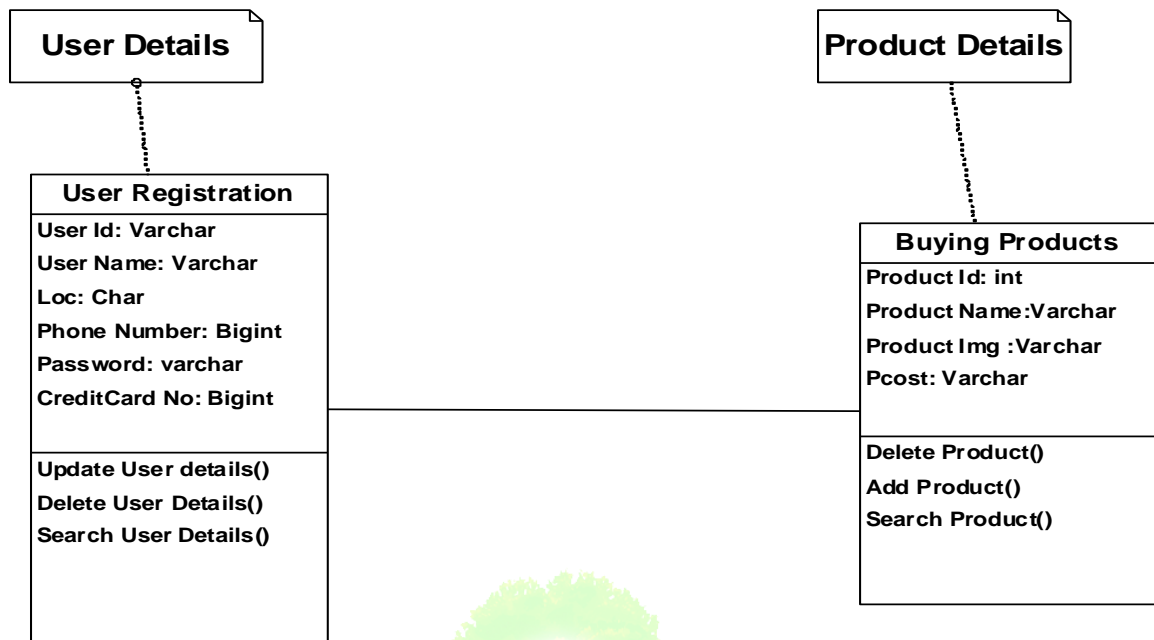 User Details
Product Details
User Registration
User Id: Varchar
User Name: Varchar
Loc: Char
Phone Number: Bigint
Password: varchar
CreditCard No: Bigint
Update User details()
Delete User Details()
Search User Details()
Buying Products
Product Id: int
Product Name:Varchar
Product Img :Varchar
Pcost: Varchar
Delete Product()
Add Product()
Search Product()